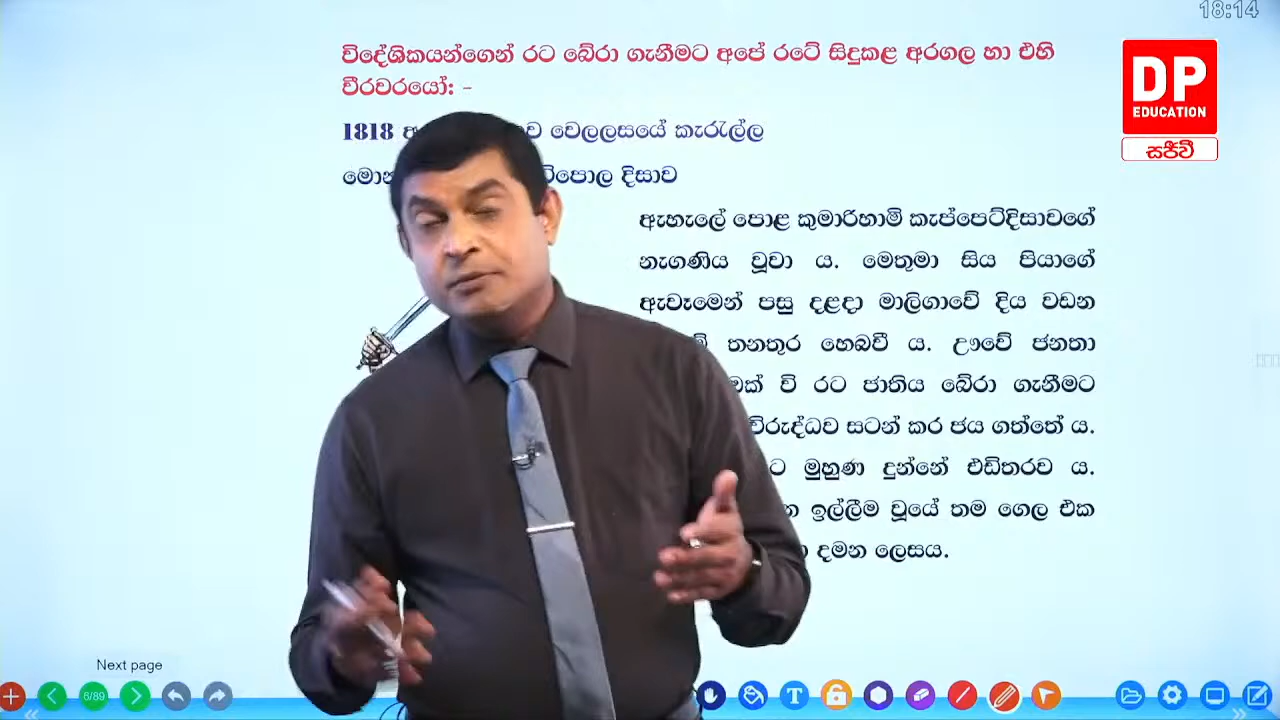 18:14
විදේශිකයන්ගෙන් රට බේරා ගැනීමට අපේ රටේ සිදුකළ අරගල හා එහි
වීරවරයෝ: -
DP
EDUCATION
සජීවී
1818 වෙලලසයේ කැරැල්ල
දිසාව
ඇහැලේ පොළ කුමාරිහාමි කැප්පෙට්දිසාවගේ
නැගණිය වූවා ය. මෙතුමා සිය පියාගේ
ඇවෑමෙන් පසු දළදා මාලිගාවේ දිය වඩන
තනතුර හෙබවී ය. ඌවේ ජනතා
වි රට ජාතිය බේරා ගැනීමට
සටන් කර ජය ගත්තේ ය.
මුහුණ දුන්නේ එඩිතරව ය.
ඉල්ලීම වූයේ තම ගෙල එක
දමන ලෙසය.
Next page
6/89